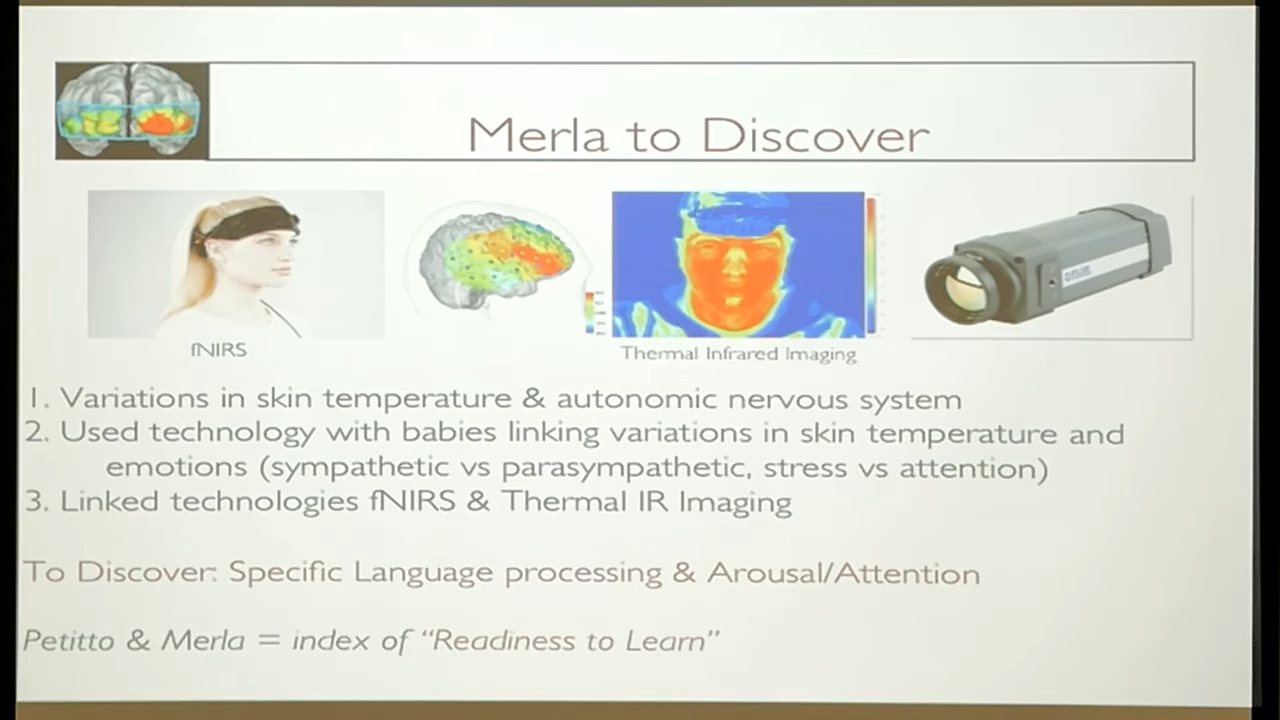 Merla to Discover
fNIRS
Thermal Infrared Imaging
1. Variations in skin temperature & autonomic nervous system
2. Used technology with babies linking variations in skin temperature and
emotions (sympathetic vs parasympathetic, stress vs attention)
3. Linked technologies fNIRS & Thermal IR Imaging
To Discover: Specific Language processing & Arousal/Attention
Petitto & Merla = index of “Readiness to Learn”